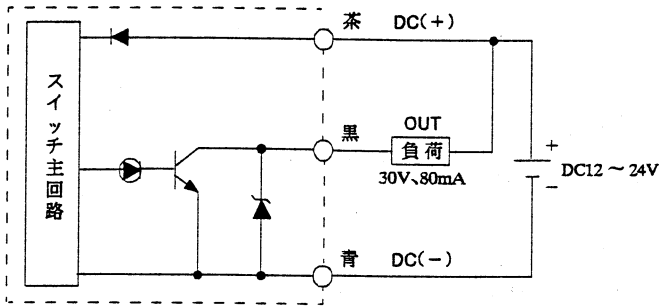 茶 DC(+)
スイッチ主回路
黒
OUT
負荷
30V、80mA
+
DC12～24V
−
青 DC(−)